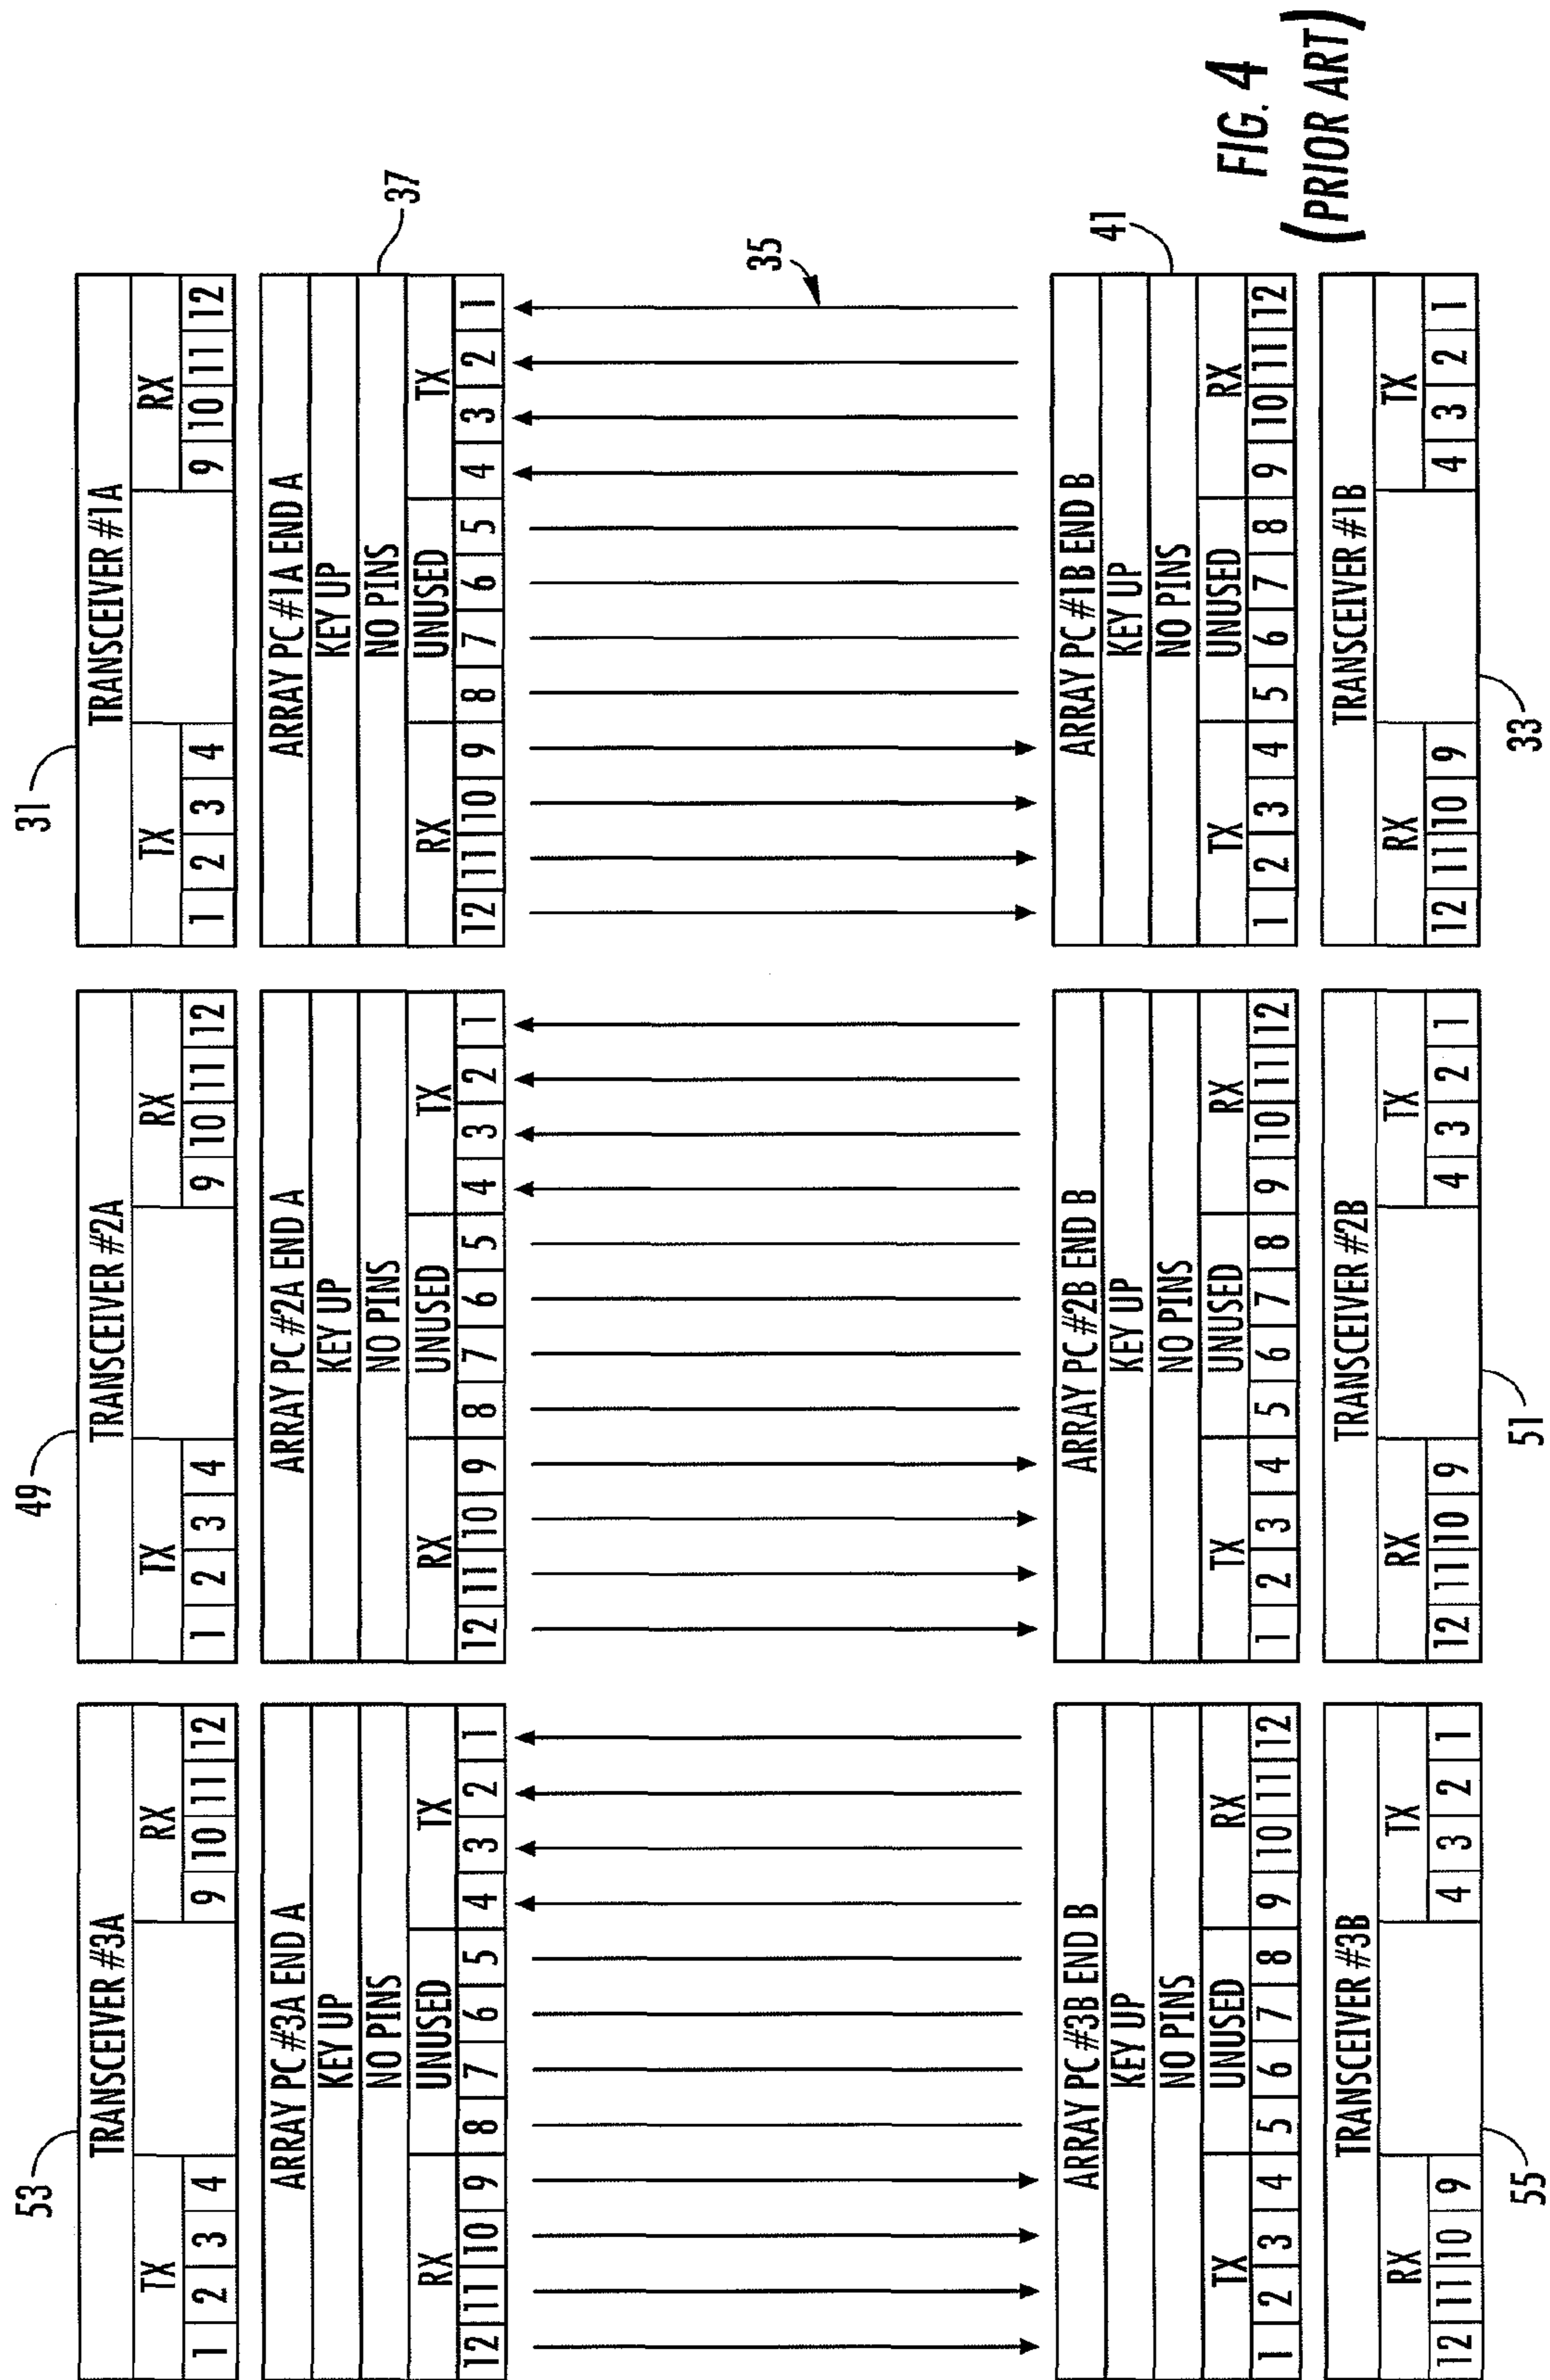 53 49 31
TRANSCEIVER #3A TRANSCEIVER #2A TRANSCEIVER #1A
TX RX TX RX TX RX
1 2 3 4 9 10 11 12 1 2 3 4 9 10 11 12 1 2 3 4 9 10 11 12
ARRAY PC #3A END A ARRAY PC #2A END A ARRAY PC #1A END A
KEY UP KEY UP KEY UP
NO PINS NO PINS NO PINS 37
RX UNUSED TX RX UNUSED TX RX UNUSED TX
12 11 10 9 8 7 6 5 4 3 2 1 12 11 10 9 8 7 6 5 4 3 2 1 12 11 10 9 8 7 6 5 4 3 2 1
35
ARRAY PC #3B END B ARRAY PC #2B END B ARRAY PC #1B END B 41
KEY UP KEY UP KEY UP
NO PINS NO PINS NO PINS
TX UNUSED RX TX UNUSED RX TX UNUSED RX
1 2 3 4 5 6 7 8 9 10 11 12 1 2 3 4 5 6 7 8 9 10 11 12 1 2 3 4 5 6 7 8 9 10 11 12
TRANSCEIVER #3B TRANSCEIVER #2B TRANSCEIVER #1B
RX TX RX TX RX TX
12 11 10 9 4 3 2 1 12 11 10 9 4 3 2 1 12 11 10 9 4 3 2 1
55 51 33
FIG. 4
(PRIOR ART)